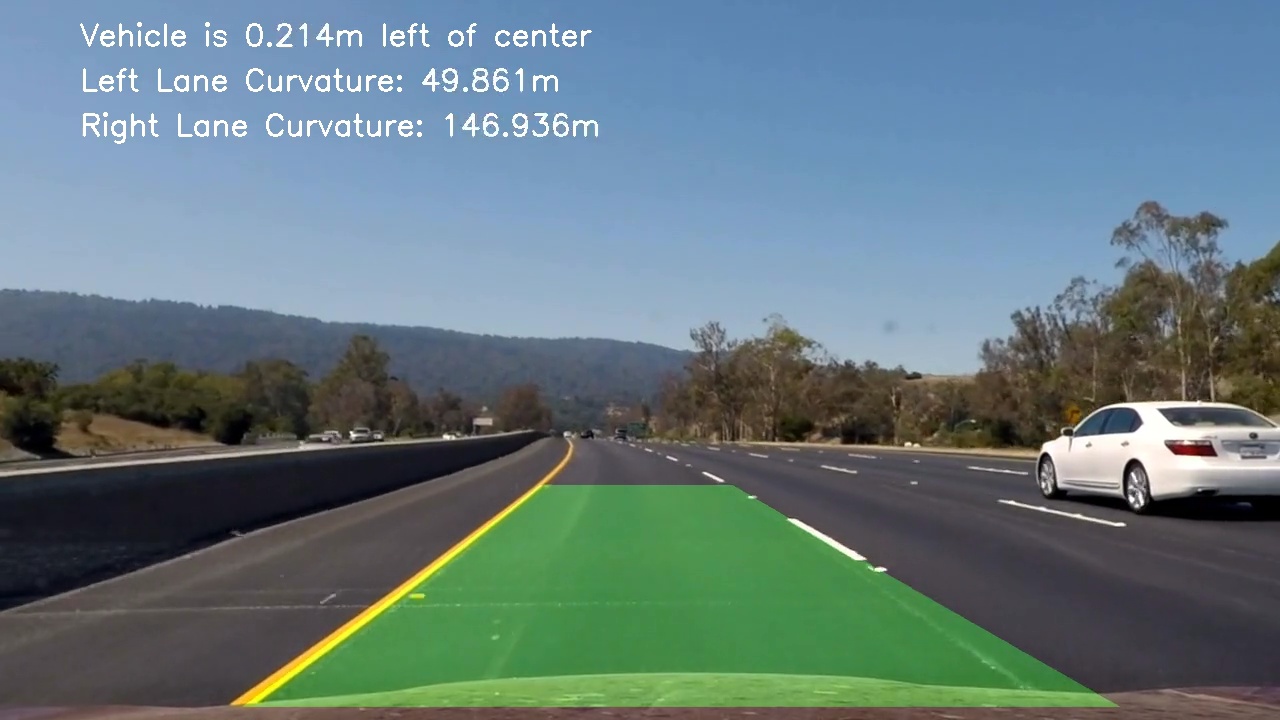 Vehicle is 0.214m left of center
Left Lane Curvature: 49.861m
Right Lane Curvature: 146.936m